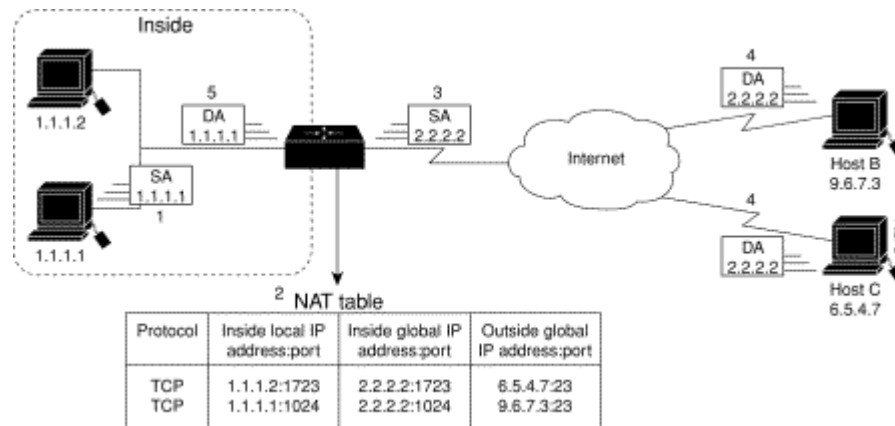 Inside
1.1.1.2
5
DA
1.1.1.1
3
SA
2.2.2.2
4
DA
2.2.2.2
Internet
Host B
9.6.7.3
SA
1.1.1.1
1
1.1.1.1
4
DA
2.2.2.2
Host C
6.5.4.7
2 NAT table
Protocol Inside local IP address:port Inside global IP address:port Outside global IP address:port
TCP 1.1.1.2:1723 2.2.2.2:1723 6.5.4.7:23
TCP 1.1.1.1:1024 2.2.2.2:1024 9.6.7.3:23